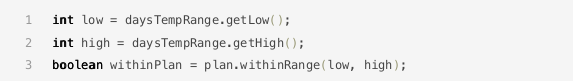 1 int low = daysTempRange.getLow();
2 int high = daysTempRange.getHigh();
3 boolean withinPlan = plan.withinRange(low, high);